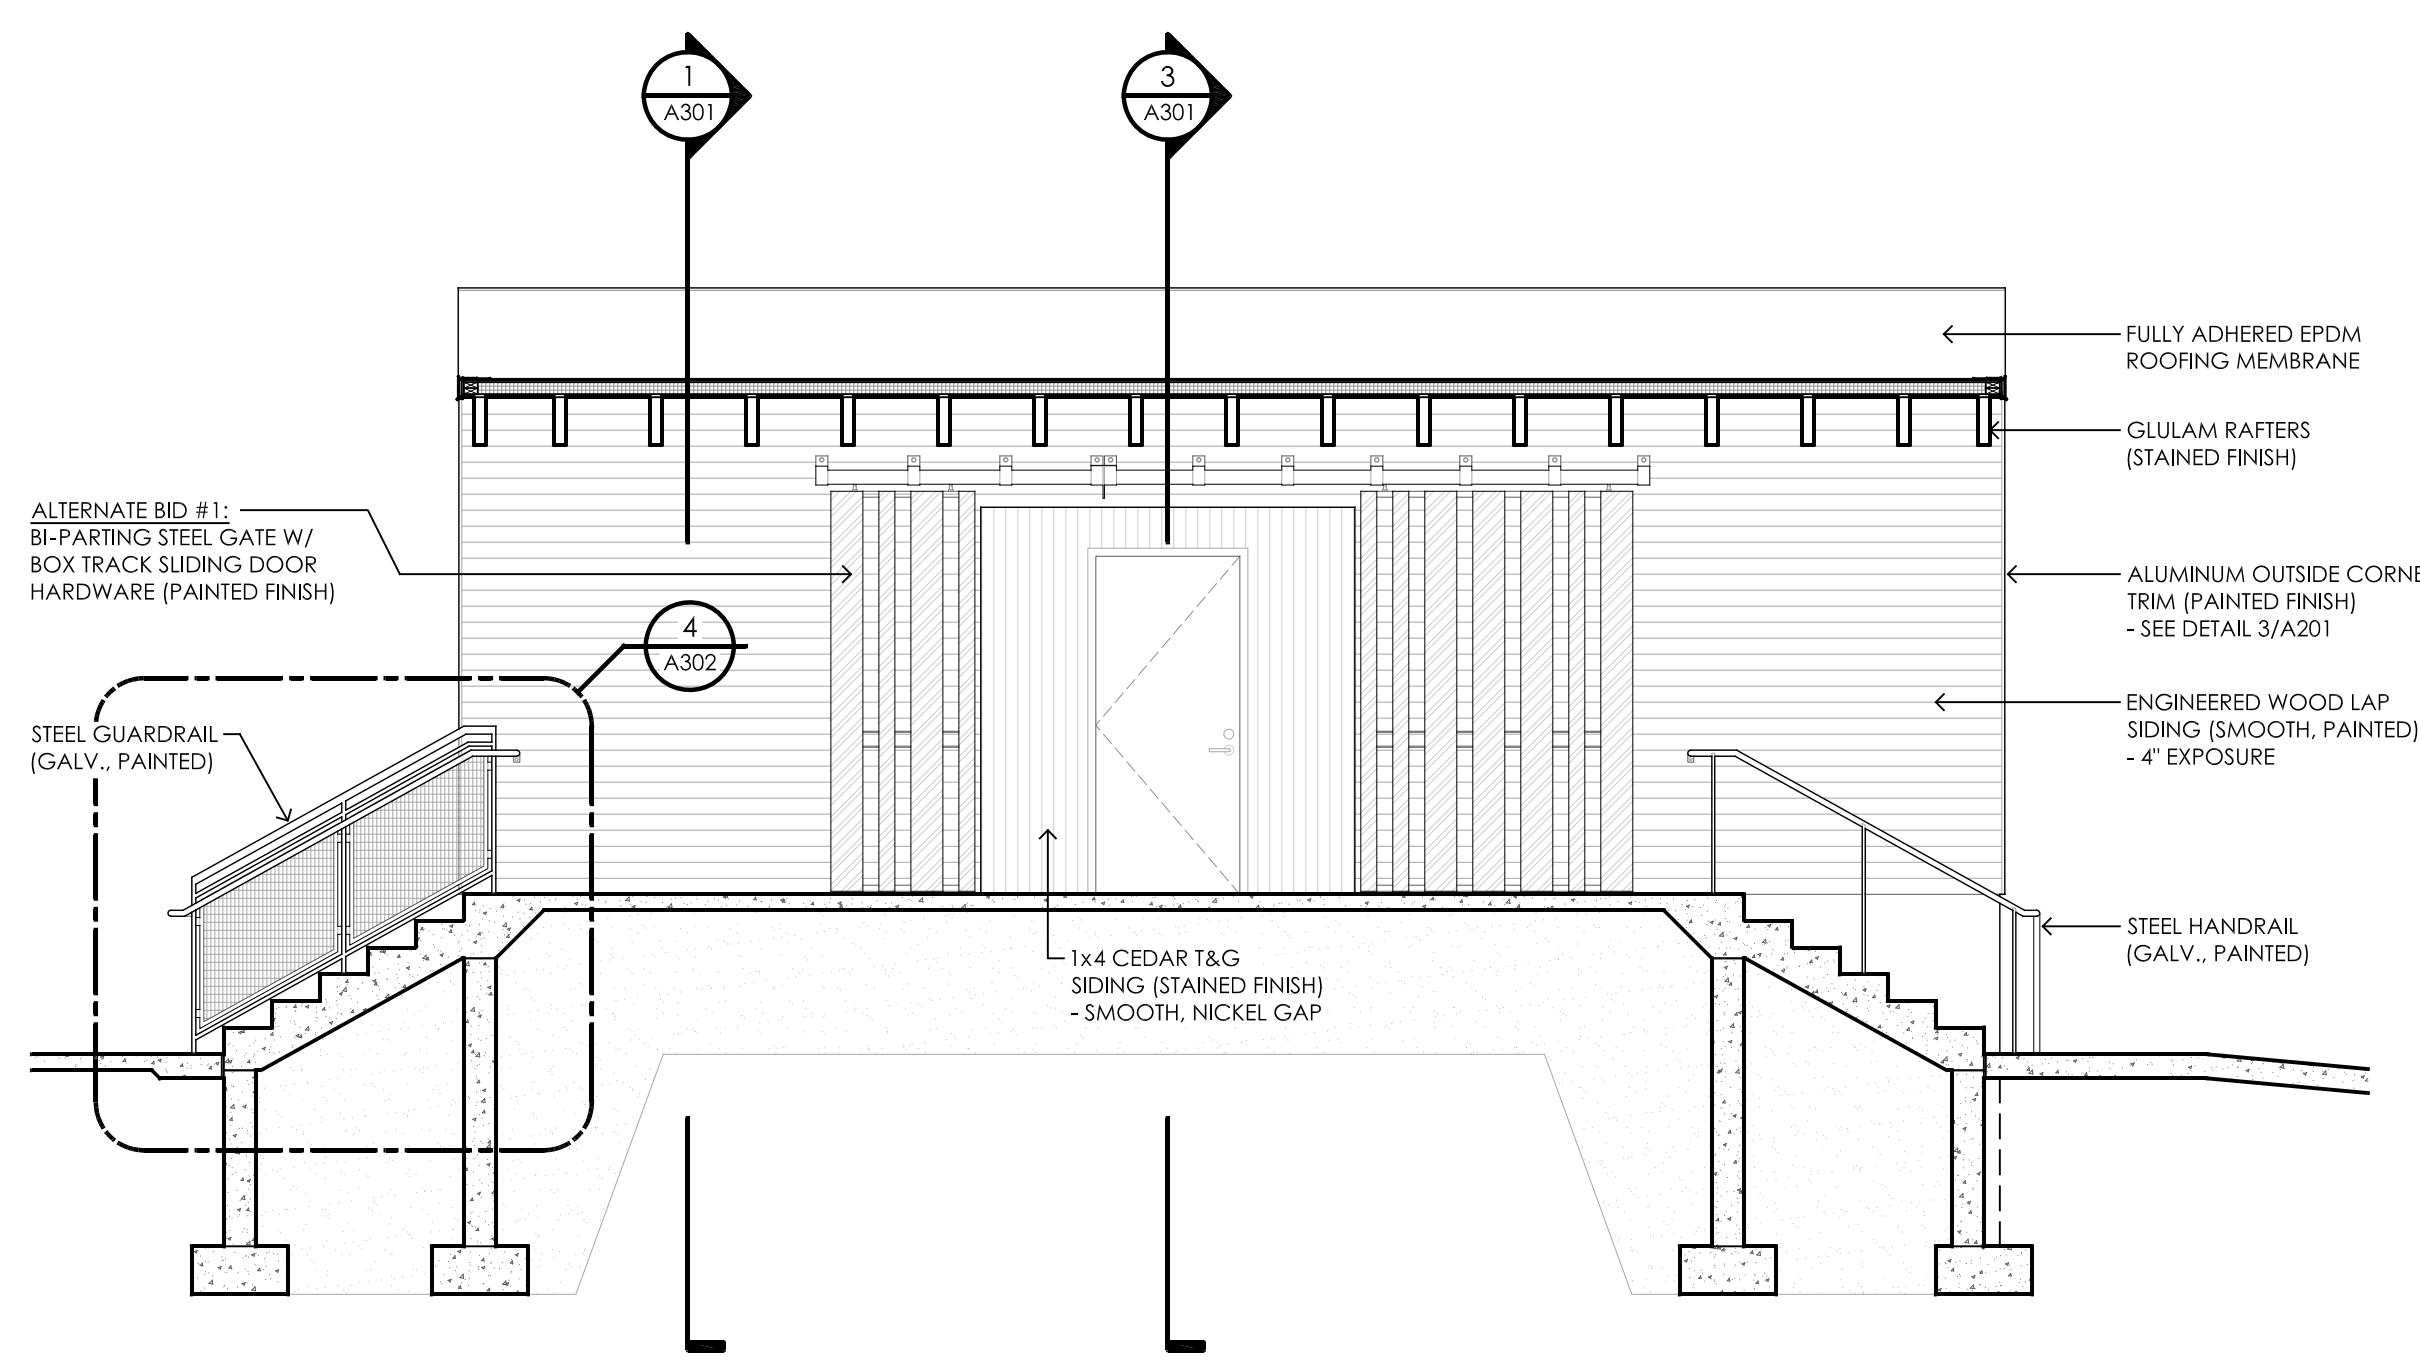 1
A301
3
A301
FULLY ADHERED EPDM
ROOFING MEMBRANE
GLULAM RAFTERS
(STAINED FINISH)
ALTERNATE BID #1:
BI-PARTING STEEL GATE W/
BOX TRACK SLIDING DOOR
HARDWARE (PAINTED FINISH)
ALUMINUM OUTSIDE CORNE
TRIM (PAINTED FINISH)
- SEE DETAIL 3/A201
4
A302
ENGINEERED WOOD LAP
SIDING (SMOOTH, PAINTED)
- 4" EXPOSURE
STEEL GUARDRAIL
(GALV., PAINTED)
STEEL HANDRAIL
(GALV., PAINTED)
1x4 CEDAR T&G
SIDING (STAINED FINISH)
- SMOOTH, NICKEL GAP